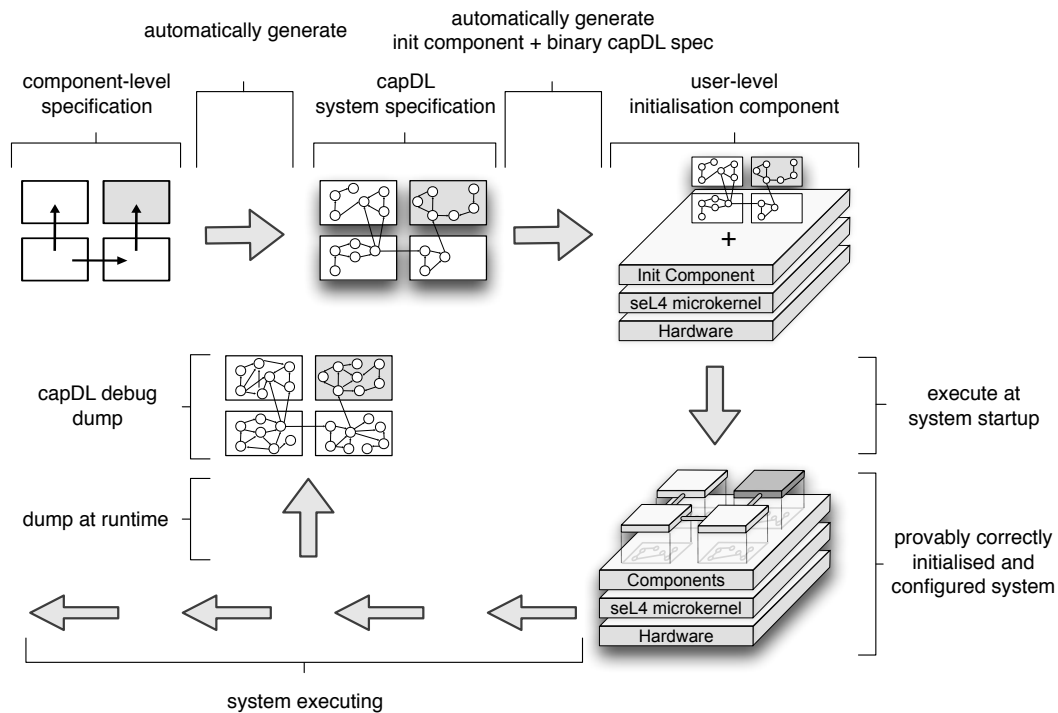 automatically generate
automatically generate
init component + binary capDL spec
component-level
specification
capDL
system specification
user-level
initialisation component
+
Init Component
seL4 microkernel
Hardware
capDL debug
dump
execute at
system startup
dump at runtime
provably correctly
initialised and
configured system
Components
seL4 microkernel
Hardware
system executing